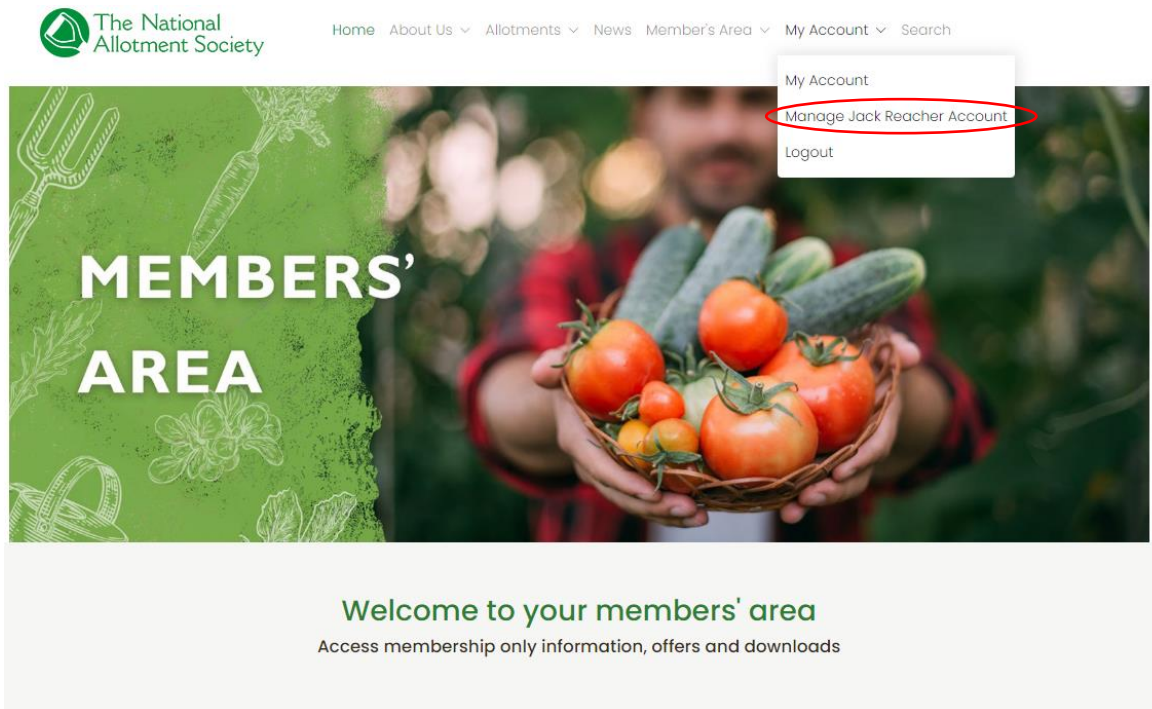 The National
Allotment Society
Home About Us Allotments News Member's Area My Account Search
My Account
Manage Jack Reacher Account
Logout
MEMBERS'
AREA
Welcome to your members' area
Access membership only information, offers and downloads